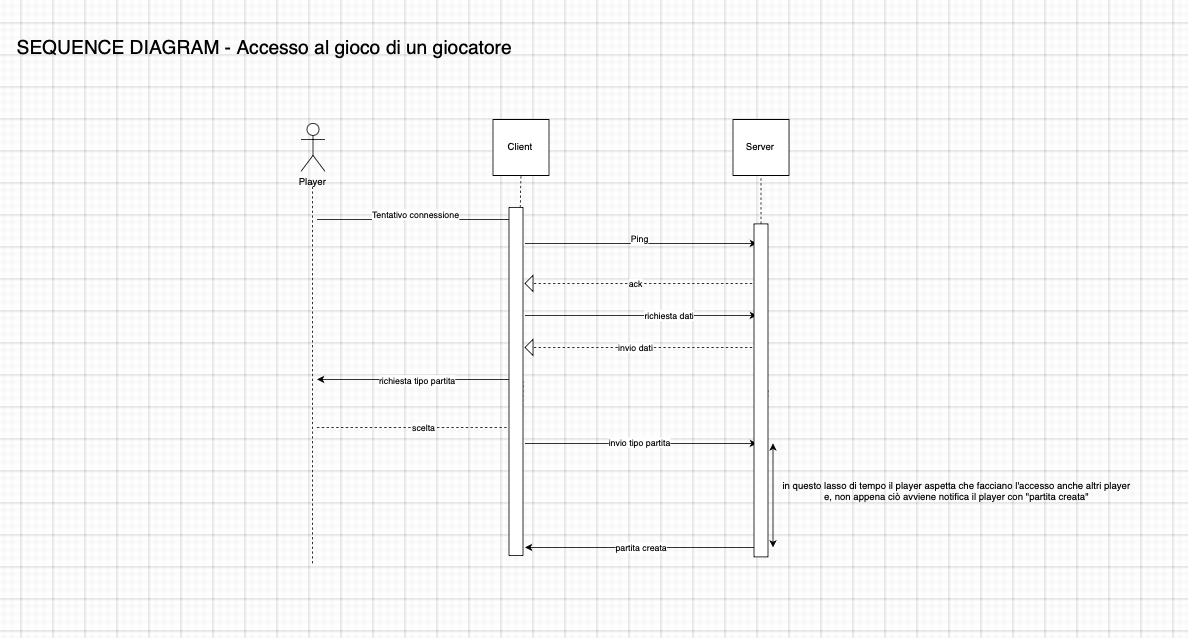 SEQUENCE DIAGRAM - Accesso al gioco di un giocatore
Player
Client
Server
Tentativo connessione
Ping
ack
richiesta dati
invio dati
richiesta tipo partita
scelta
invio tipo partita
in questo lasso di tempo il player aspetta che facciano l'accesso anche altri player
e, non appena ciò avviene notifica il player con "partita creata"
partita creata